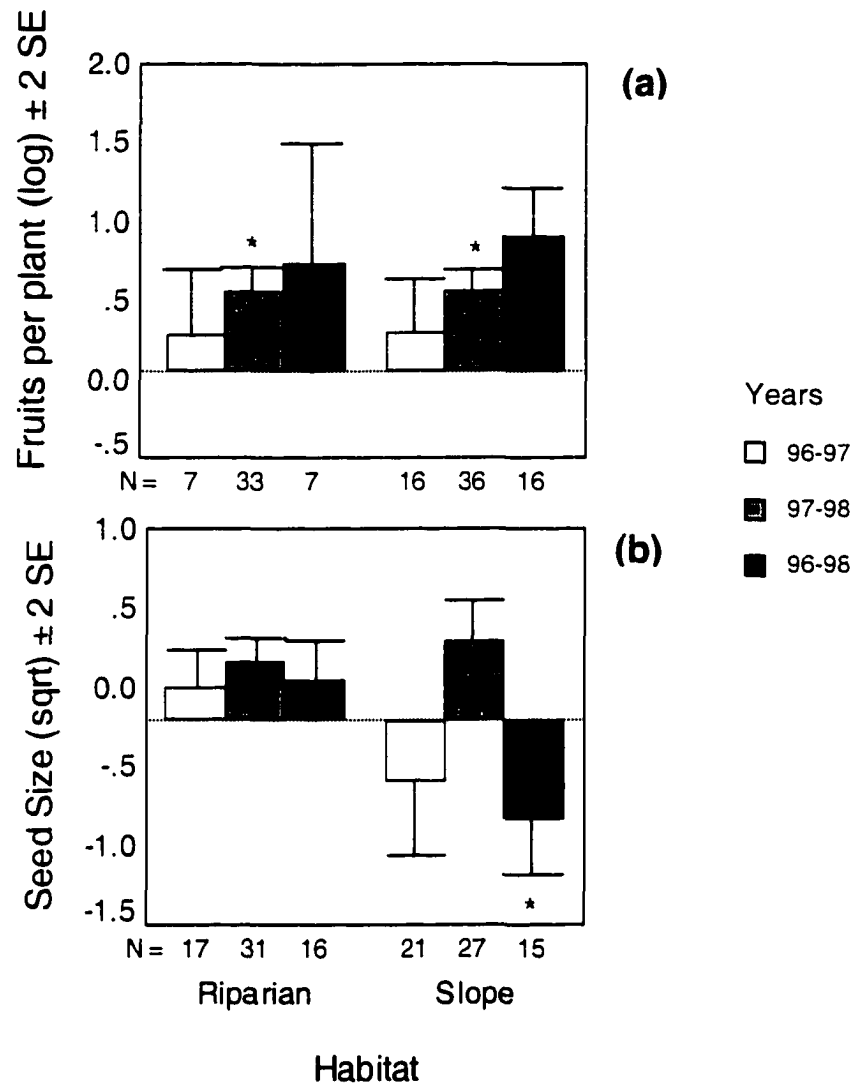 Fruits per plant (log) ± 2 SE
2.0
1.5
1.0
.5
0.0
-.5
(a)
*
*
N = 7 33 7 16 36 16
Years
96-97
97-98
96-98
Seed Size (sqrt) ± 2 SE
1.0
.5
0.0
-.5
-1.0
-1.5
(b)
*
N = 17 31 16 21 27 15
Riparian Slope
Habitat